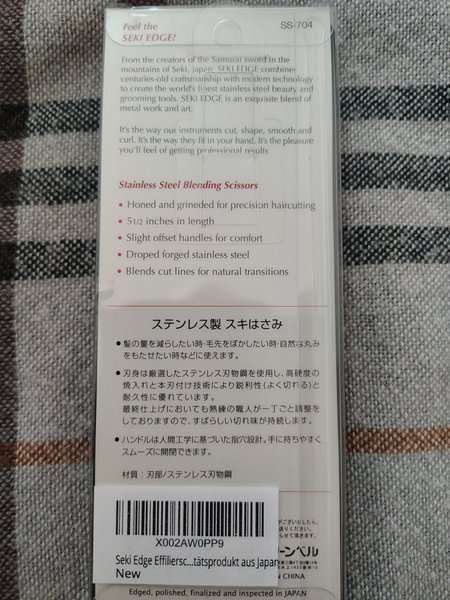 Feel the
SEKI EDGE!
SS-704
From the creators of the Samurai sword in the
mountains of Seki, Japan, SEKI EDGE combines
centuries-old craftsmanship with modern technology
to create the world's finest stainless steel beauty and
grooming tools. SEKI EDGE is an exquisite blend of
metal work and art.
It's the way our instruments cut, shape, smooth and
curl. It's the way they fit in your hand. It's the pleasure
you'll feel of getting professional results
Stainless Steel Blending Scissors
• Honed and grineded for precision haircutting
• 5 1/2 inches in length
• Slight offset handles for comfort
• Droped forged stainless steel
• Blends cut lines for natural transitions
ステンレス製 スキはさみ
●髪の量を減らしたい時・毛先をぼかしたい時・自然な丸み
をもたせたい時などに使えます。
●刃身は厳選したステンレス刃物鋼を使用し、高硬度の
焼入れと本刃付け技術により鋭利性(よく切れる)と
耐久性に優れています。
最終仕上げにおいても熟練の職人が一丁ごと調整を
しておりますので、すばらしい切れ味が持続します。
●ハンドルは人間工学に基づいた指穴設計。手に持ちやすく
スムーズに開閉できます。
材質:刃部/ステンレス刃物鋼
X002AW0PP9
Seki Edge Effiliersc...tätsprodukt aus Japan
New
ーンベル
N CHINA
Edged, polished, finalized and inspected in JAPAN